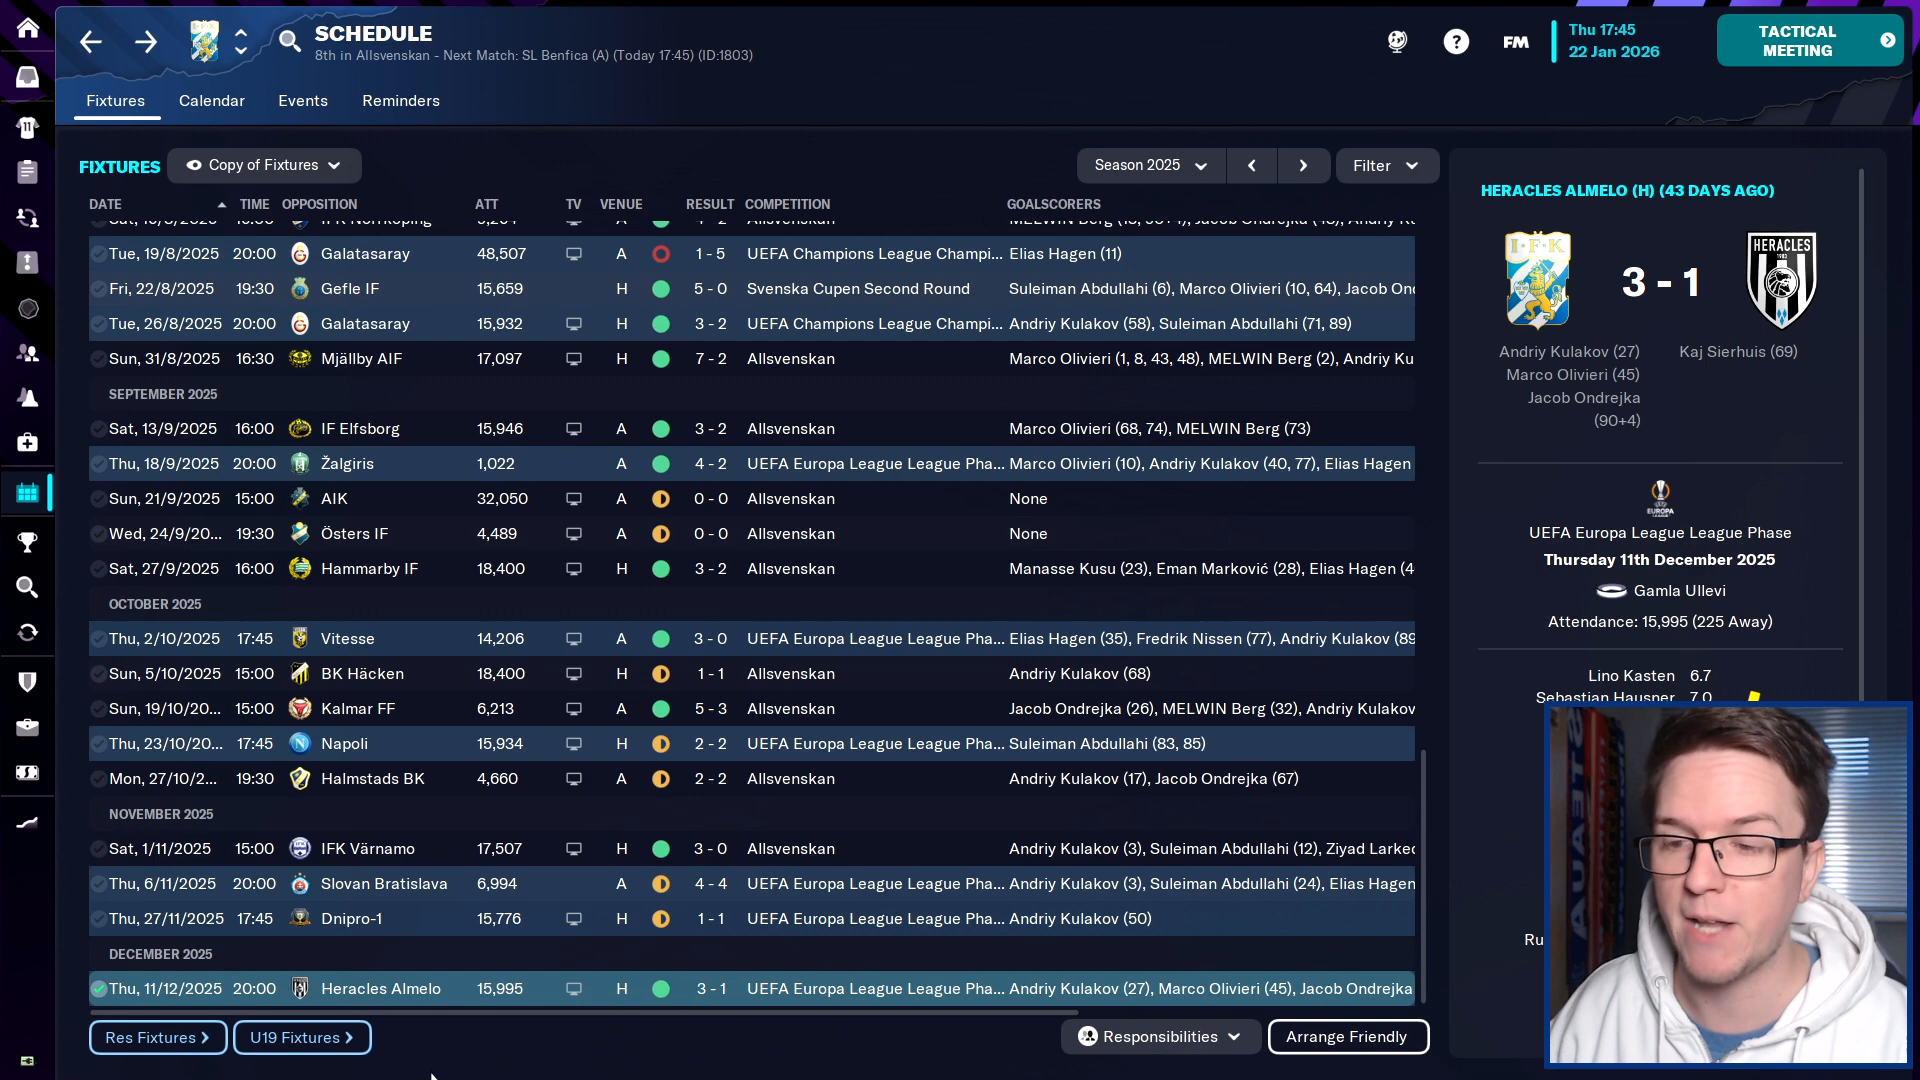 SCHEDULE
8th in Allsvenskan - Next Match: SL Benfica (A) (Today 17:45) (ID:1803)
FM
Thu 17:45
22 Jan 2026
TACTICAL
MEETING
Fixtures Calendar Events Reminders
FIXTURES Copy of Fixtures Season 2025 Filter
DATE TIME OPPOSITION ATT TV VENUE RESULT COMPETITION GOALSCORERS
Tue, 19/8/2025 20:00 Galatasaray 48,507 A 1 - 5 UEFA Champions League Champi... Elias Hagen (11)
Fri, 22/8/2025 19:30 Gefle IF 15,659 H 5 - 0 Svenska Cupen Second Round Suleiman Abdullahi (6), Marco Olivieri (10, 64), Jacob On
Tue, 26/8/2025 20:00 Galatasaray 15,932 H 3 - 2 UEFA Champions League Champi... Andriy Kulakov (58), Suleiman Abdullahi (71, 89)
Sun, 31/8/2025 16:30 Mjällby AIF 17,097 H 7 - 2 Allsvenskan Marco Olivieri (1, 8, 43, 48), MELWIN Berg (2), Andriy Ku
SEPTEMBER 2025
Sat, 13/9/2025 16:00 IF Elfsborg 15,946 A 3 - 2 Allsvenskan Marco Olivieri (68, 74), MELWIN Berg (73)
Thu, 18/9/2025 20:00 Žalgiris 1,022 A 4 - 2 UEFA Europa League League Pha... Marco Olivieri (10), Andriy Kulakov (40, 77), Elias Hagen
Sun, 21/9/2025 15:00 AIK 32,050 A 0 - 0 Allsvenskan None
Wed, 24/9/20... 19:30 Östers IF 4,489 A 0 - 0 Allsvenskan None
Sat, 27/9/2025 16:00 Hammarby IF 18,400 H 3 - 2 Allsvenskan Manasse Kusu (23), Eman Marković (28), Elias Hagen (4
OCTOBER 2025
Thu, 2/10/2025 17:45 Vitesse 14,206 A 3 - 0 UEFA Europa League League Pha... Elias Hagen (35), Fredrik Nissen (77), Andriy Kulakov (89
Sun, 5/10/2025 15:00 BK Häcken 18,400 H 1 - 1 Allsvenskan Andriy Kulakov (68)
Sun, 19/10/20... 15:00 Kalmar FF 6,213 A 5 - 3 Allsvenskan Jacob Ondrejka (26), MELWIN Berg (32), Andriy Kulakov
Thu, 23/10/20... 17:45 Napoli 15,934 H 2 - 2 UEFA Europa League League Pha... Suleiman Abdullahi (83, 85)
Mon, 27/10/2... 19:30 Halmstads BK 4,660 A 2 - 2 Allsvenskan Andriy Kulakov (17), Jacob Ondrejka (67)
NOVEMBER 2025
Sat, 1/11/2025 15:00 IFK Värnamo 17,507 H 3 - 0 Allsvenskan Andriy Kulakov (3), Suleiman Abdullahi (12), Ziyad Larkec
Thu, 6/11/2025 20:00 Slovan Bratislava 6,994 A 4 - 4 UEFA Europa League League Pha... Andriy Kulakov (3), Suleiman Abdullahi (24), Elias Hagen
Thu, 27/11/2025 17:45 Dnipro-1 15,776 H 1 - 1 UEFA Europa League League Pha... Andriy Kulakov (50)
DECEMBER 2025
Thu, 11/12/2025 20:00 Heracles Almelo 15,995 H 3 - 1 UEFA Europa League League Pha... Andriy Kulakov (27), Marco Olivieri (45), Jacob Ondrejka
Res Fixtures U19 Fixtures Responsibilities Arrange Friendly
HERACLES ALMELO (H) (43 DAYS AGO)
I.F.K
3 - 1
HERACLES
Andriy Kulakov (27)
Marco Olivieri (45)
Jacob Ondrejka
(90+4)
Kaj Sierhuis (69)
EUROPA
UEFA Europa League League Phase
Thursday 11th December 2025
Gamla Ullevi
Attendance: 15,995 (225 Away)
Lino Kasten 6.7
Sebastian Hausner 7.0
Ru